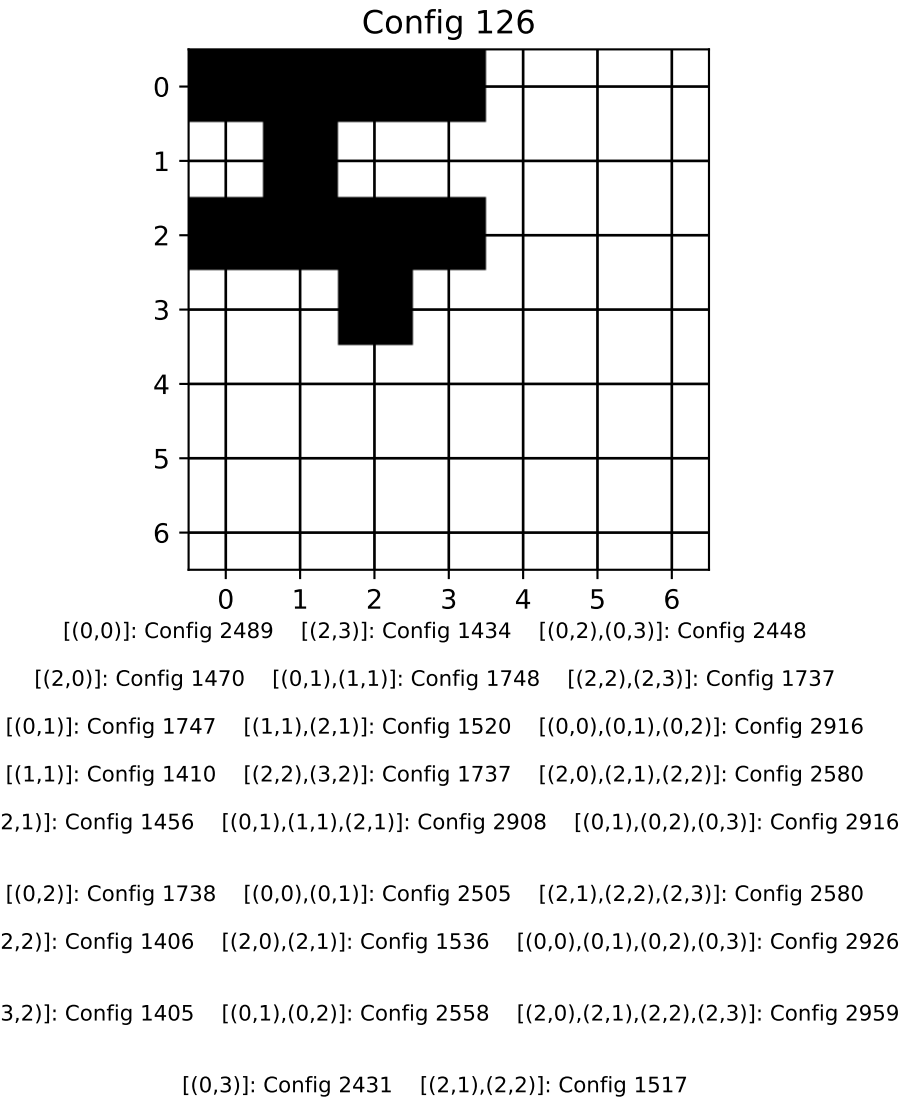 Config 126
0
1
2
3
4
5
6
0 1 2 3 4 5 6
[(0,0)]: Config 2489 [(2,3)]: Config 1434 [(0,2),(0,3)]: Config 2448
[(2,0)]: Config 1470 [(0,1),(1,1)]: Config 1748 [(2,2),(2,3)]: Config 1737
[(0,1)]: Config 1747 [(1,1),(2,1)]: Config 1520 [(0,0),(0,1),(0,2)]: Config 2916
[(1,1)]: Config 1410 [(2,2),(3,2)]: Config 1737 [(2,0),(2,1),(2,2)]: Config 2580
2,1)]: Config 1456 [(0,1),(1,1),(2,1)]: Config 2908 [(0,1),(0,2),(0,3)]: Config 2916
[(0,2)]: Config 1738 [(0,0),(0,1)]: Config 2505 [(2,1),(2,2),(2,3)]: Config 2580
2,2)]: Config 1406 [(2,0),(2,1)]: Config 1536 [(0,0),(0,1),(0,2),(0,3)]: Config 2926
3,2)]: Config 1405 [(0,1),(0,2)]: Config 2558 [(2,0),(2,1),(2,2),(2,3)]: Config 2959
[(0,3)]: Config 2431 [(2,1),(2,2)]: Config 1517